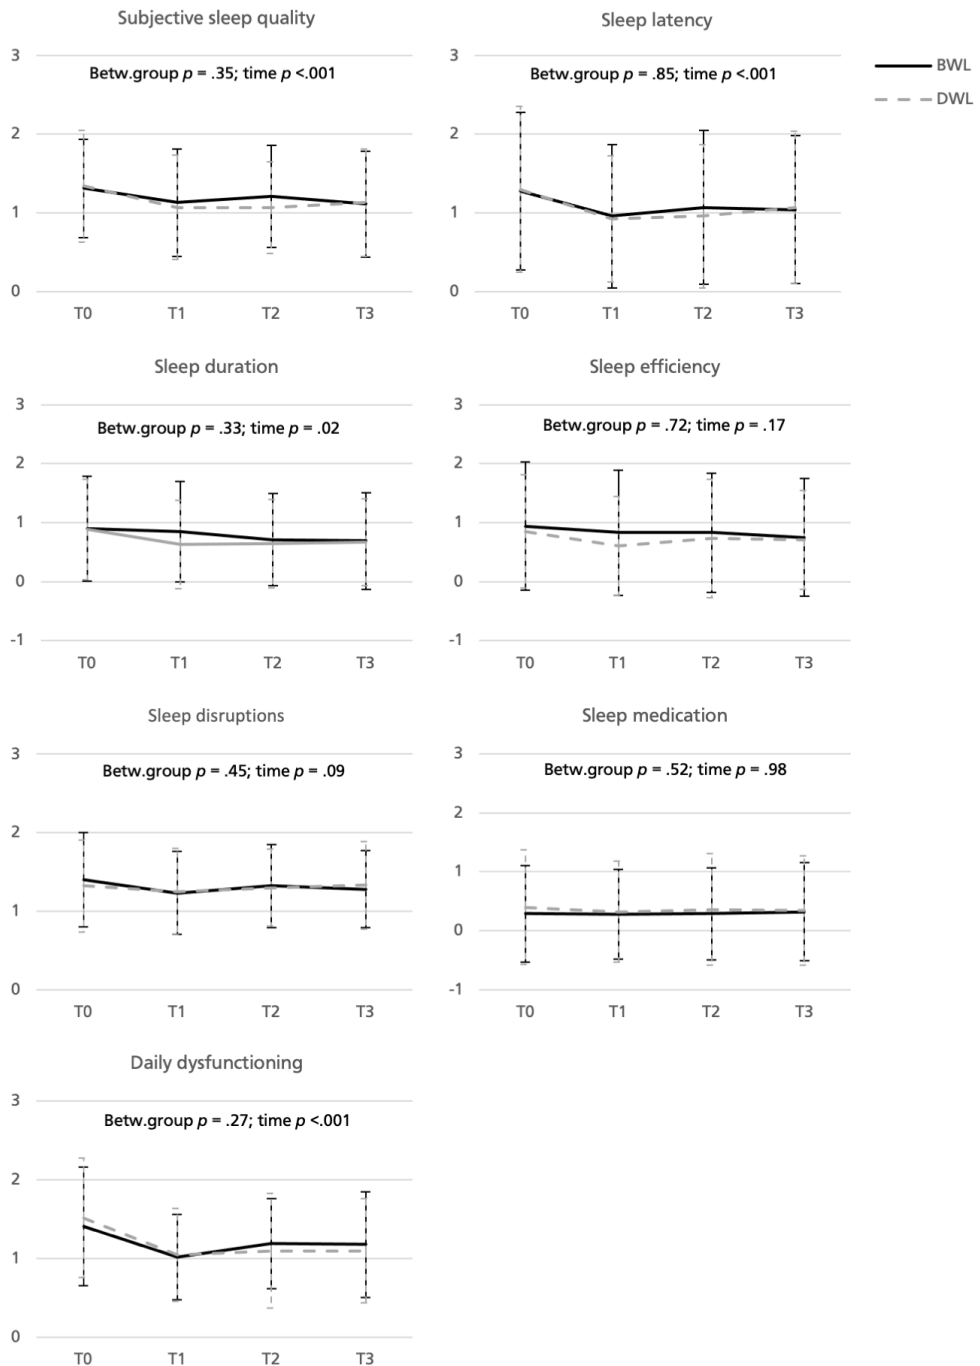 Subjective sleep quality
3
Betw.group p = .35; time p <.001
2
1
0
T0 T1 T2 T3
Sleep latency
3
Betw.group p = .85; time p <.001
2
1
0
T0 T1 T2 T3
BWL
DWL
Sleep duration
3
Betw.group p = .33; time p = .02
2
1
0
-1
T0 T1 T2 T3
Sleep efficiency
3
Betw.group p = .72; time p = .17
2
1
0
-1
T0 T1 T2 T3
Sleep disruptions
3
Betw.group p = .45; time p = .09
2
1
0
T0 T1 T2 T3
Sleep medication
3
Betw.group p = .52; time p = .98
2
1
0
-1
T0 T1 T2 T3
Daily dysfunctioning
3
Betw.group p = .27; time p <.001
2
1
0
T0 T1 T2 T3